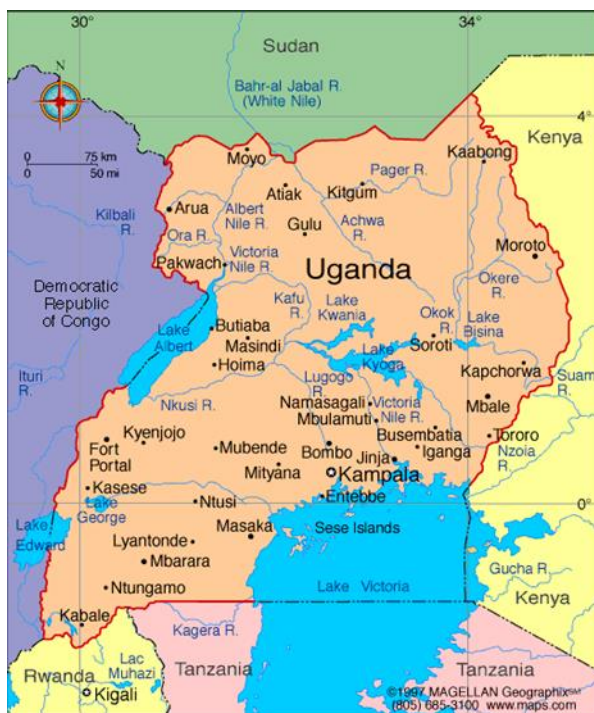 30°
34°
Sudan
N
Bahr-al Jabal R.
(White Nile)
4°
Kenya
0 75 km
0 50 mi
Moyo
Kaabong
Pager R.
Atiak
Kitgum
Kilbali
R.
Arua
Albert
Nile R.
Achwa
R.
Gulu
Ora R.
Moroto
Pakwach
Victoria
Nile R.
Uganda
Okere
R.
Democratic
Republic
of Congo
Kafu
R.
Lake
Kwania
Okok
R.
Lake
Bisina
Butiaba
Lake
Albert
Masindi
Soroti
Hoima
Lake
Kyoga
Kapchorwa
Suam
R.
Ituri
R.
Lugogo
R.
Nkusi R.
Namasagali
Victoria
Nile R.
Mbale
Mbulamuti
Busembatia
Tororo
Fort
Portal
Kyenjojo
Mubende
Bombo
Jinja
Iganga
Nzoia
R.
Mityana
Kampala
Kasese
Entebbe
0°
Lake
George
Ntusi
Lake
Edward
Masaka
Sese Islands
Lyantonde
Mbarara
Gucha R.
Ntungamo
Lake Victoria
Kenya
Kabale
Kagera R.
Rwanda
Lac
Muhazi
Tanzania
Tanzania
Kigali
©1997 MAGELLAN Geographix℠
(805) 685-3100 www.maps.com